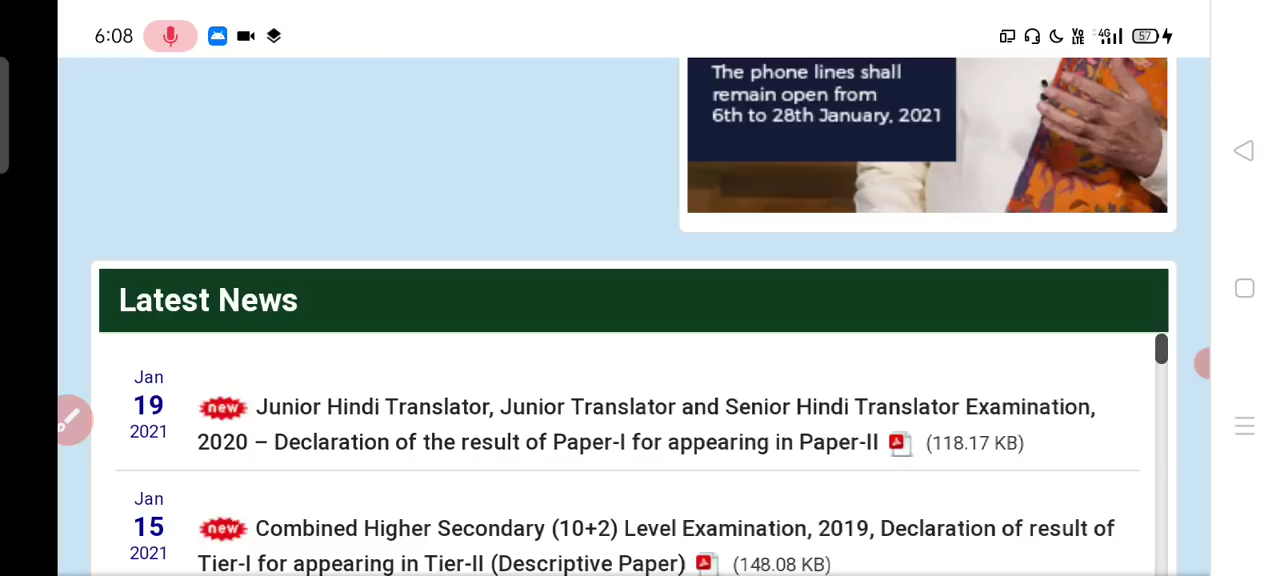 6:08
VO LTE 4G 57
The phone lines shall
remain open from
6th to 28th January, 2021
Latest News
Jan
19
2021
new Junior Hindi Translator, Junior Translator and Senior Hindi Translator Examination,
2020 – Declaration of the result of Paper-I for appearing in Paper-II (118.17 KB)
Jan
15
2021
new Combined Higher Secondary (10+2) Level Examination, 2019, Declaration of result of
Tier-I for appearing in Tier-II (Descriptive Paper) (148.08 KB)